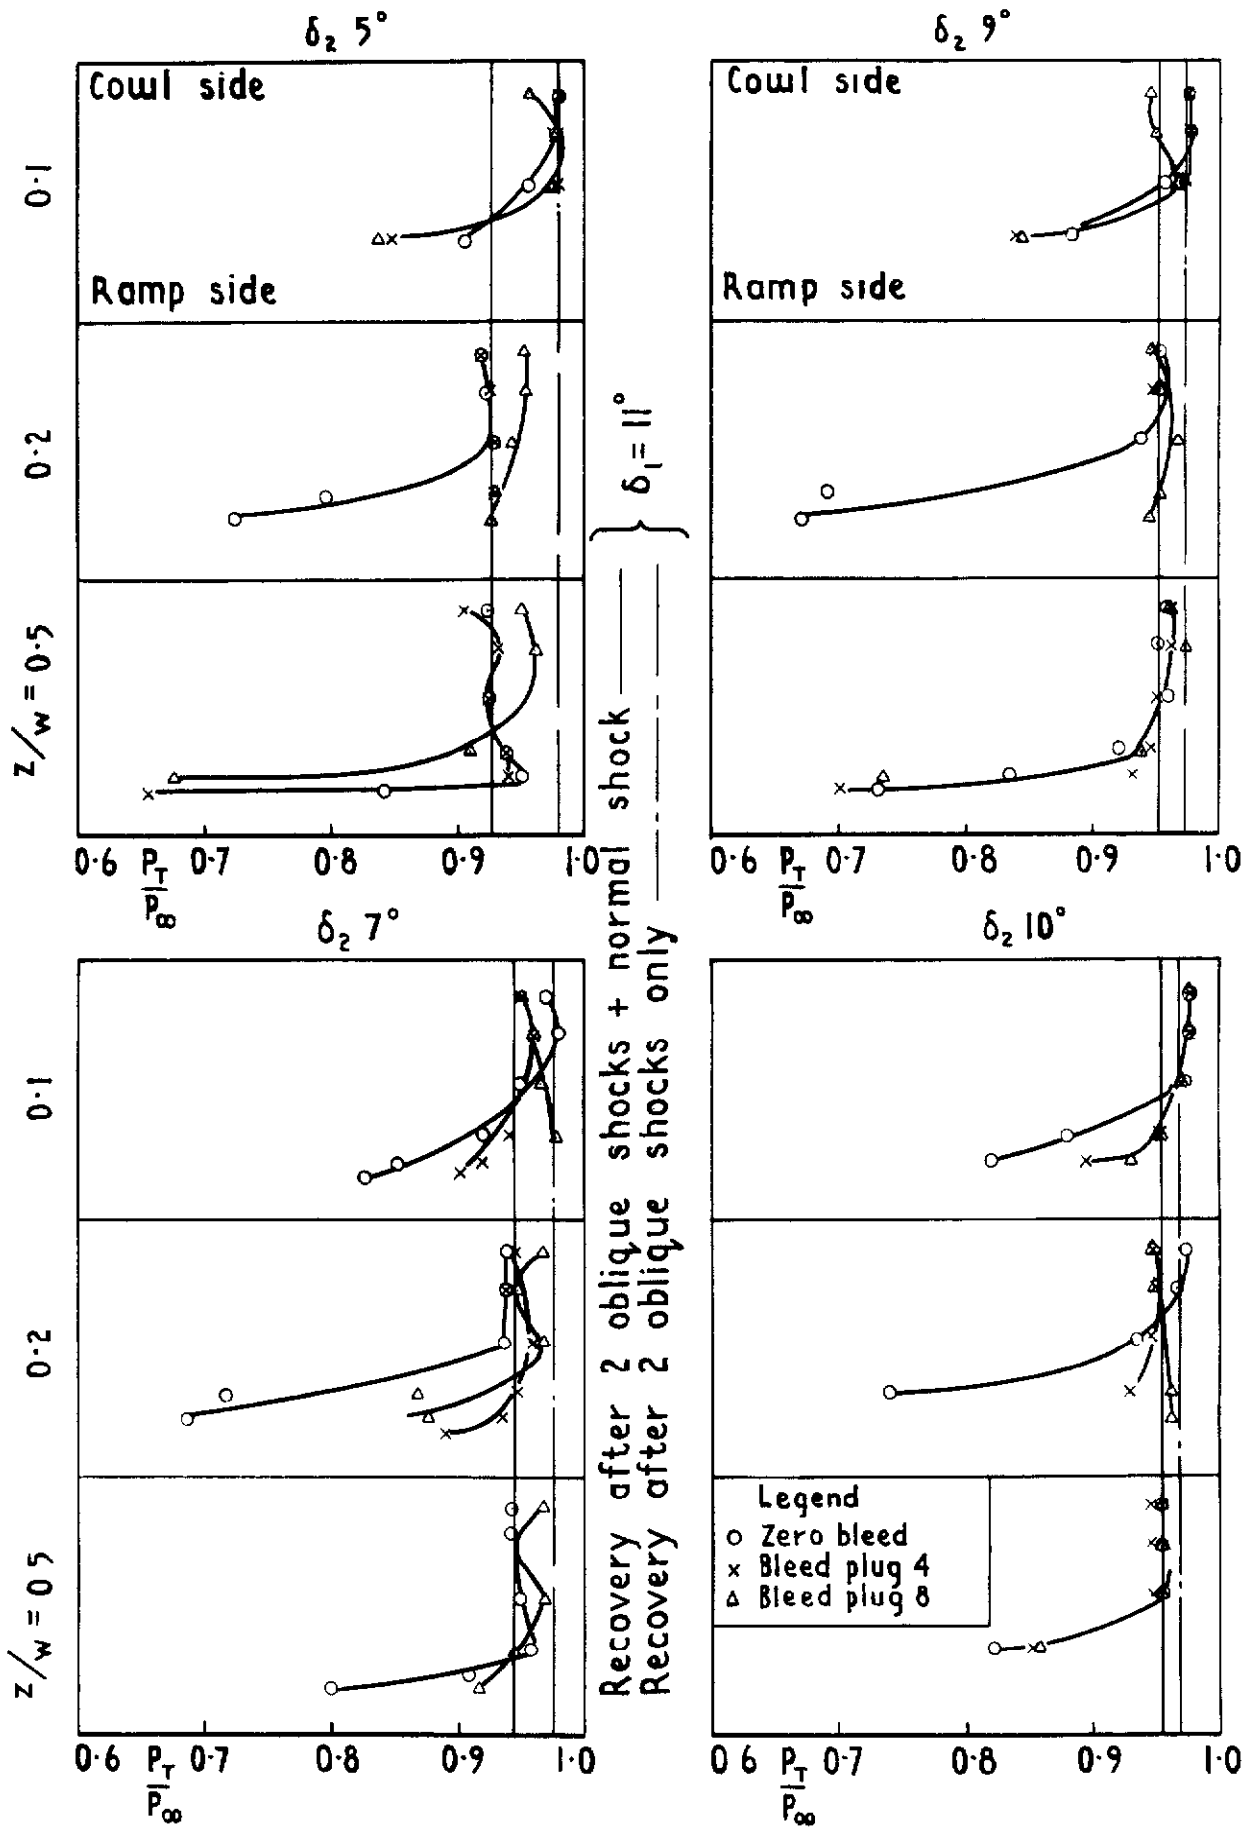 δ₂ 5°
Cowl side
Ramp side
0·1
0·2
z/w = 0·5
0·6 P_T/P_∞ 0·7 0·8 0·9 1·0
δ₂ 9°
Cowl side
Ramp side
0·6 P_T/P_∞ 0·7 0·8 0·9 1·0
Recovery after 2 oblique shocks + normal shock
Recovery after 2 oblique shocks only
} δ₁ = 11°
δ₂ 7°
0·1
0·2
z/w = 0 5
0·6 P_T/P_∞ 0·7 0·8 0·9 1·0
δ₂ 10°
Legend
Zero bleed
Bleed plug 4
Bleed plug 8
0·6 P_T/P_∞ 0·7 0·8 0·9 1·0